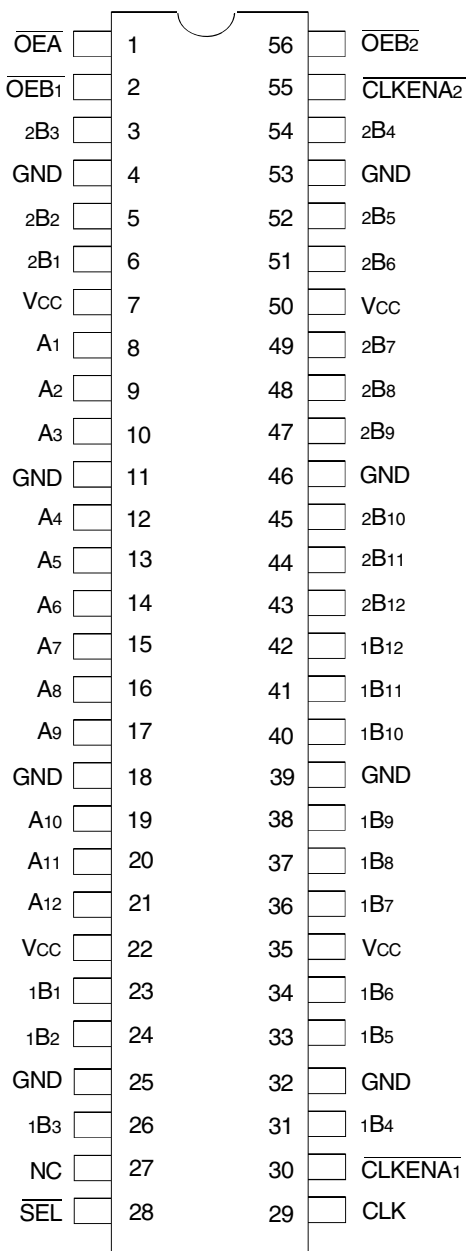 OEA 1 56 OEB2
OEB1 2 55 CLKENA2
2B3 3 54 2B4
GND 4 53 GND
2B2 5 52 2B5
2B1 6 51 2B6
VCC 7 50 VCC
A1 8 49 2B7
A2 9 48 2B8
A3 10 47 2B9
GND 11 46 GND
A4 12 45 2B10
A5 13 44 2B11
A6 14 43 2B12
A7 15 42 1B12
A8 16 41 1B11
A9 17 40 1B10
GND 18 39 GND
A10 19 38 1B9
A11 20 37 1B8
A12 21 36 1B7
VCC 22 35 VCC
1B1 23 34 1B6
1B2 24 33 1B5
GND 25 32 GND
1B3 26 31 1B4
NC 27 30 CLKENA1
SEL 28 29 CLK